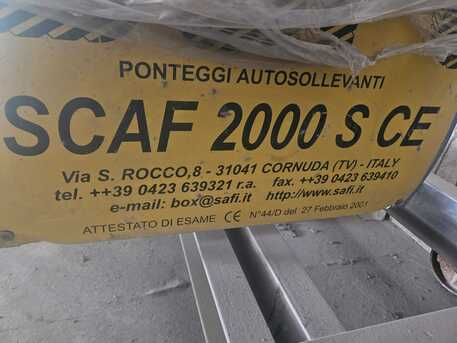 PONTEGGI AUTOSOLLEVANTI
SCAF 2000 S CE
Via S. ROCCO,8 - 31041 CORNUDA (TV) - ITALY
tel. ++39 0423 639321 r.a. fax. ++39 0423 639410
e-mail: box@safi.it http://www.safi.it
ATTESTATO DI ESAME CE N°44/D del 27 Febbraio 2001